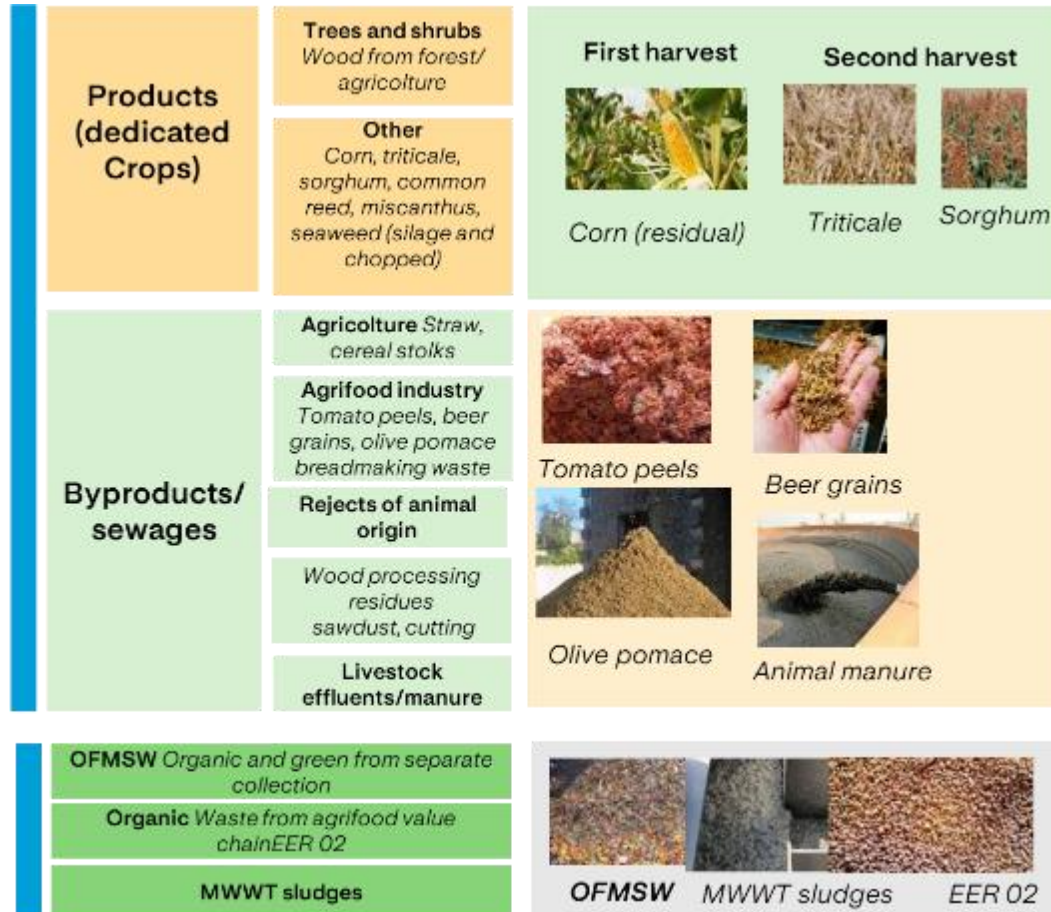 Products
(dedicated
Crops)
Trees and shrubs
Wood from forest/
agricolture
Other
Corn, triticale,
sorghum, common
reed, miscanthus,
seaweed (silage and
chopped)
First harvest
Second harvest
Corn (residual)
Triticale
Sorghum
Byproducts/
sewages
Agricolture Straw,
cereal stolks
Agrifood industry
Tomato peels, beer
grains, olive pomace
breadmaking waste
Rejects of animal
origin
Wood processing
residues
sawdust, cutting
Livestock
effluents/manure
Tomato peels
Beer grains
Olive pomace
Animal manure
OFMSW Organic and green from separate
collection
Organic Waste from agrifood value
chainEER 02
MWWT sludges
OFMSW
MWWT sludges
EER 02